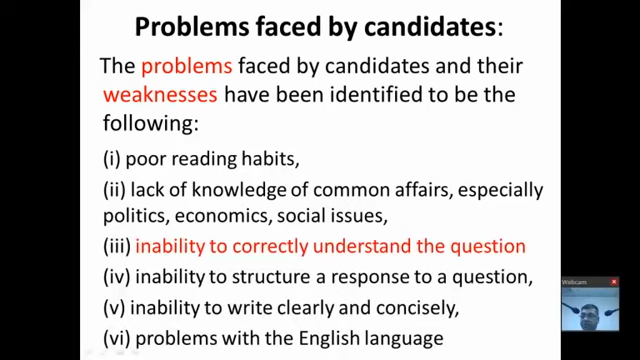 Problems faced by candidates:
The problems faced by candidates and their
weaknesses have been identified to be the
following:
(i) poor reading habits,
(ii) lack of knowledge of common affairs, especially
politics, economics, social issues,
(iii) inability to correctly understand the question
(iv) inability to structure a response to a question,
(v) inability to write clearly and concisely,
(vi) problems with the English language
Webcam